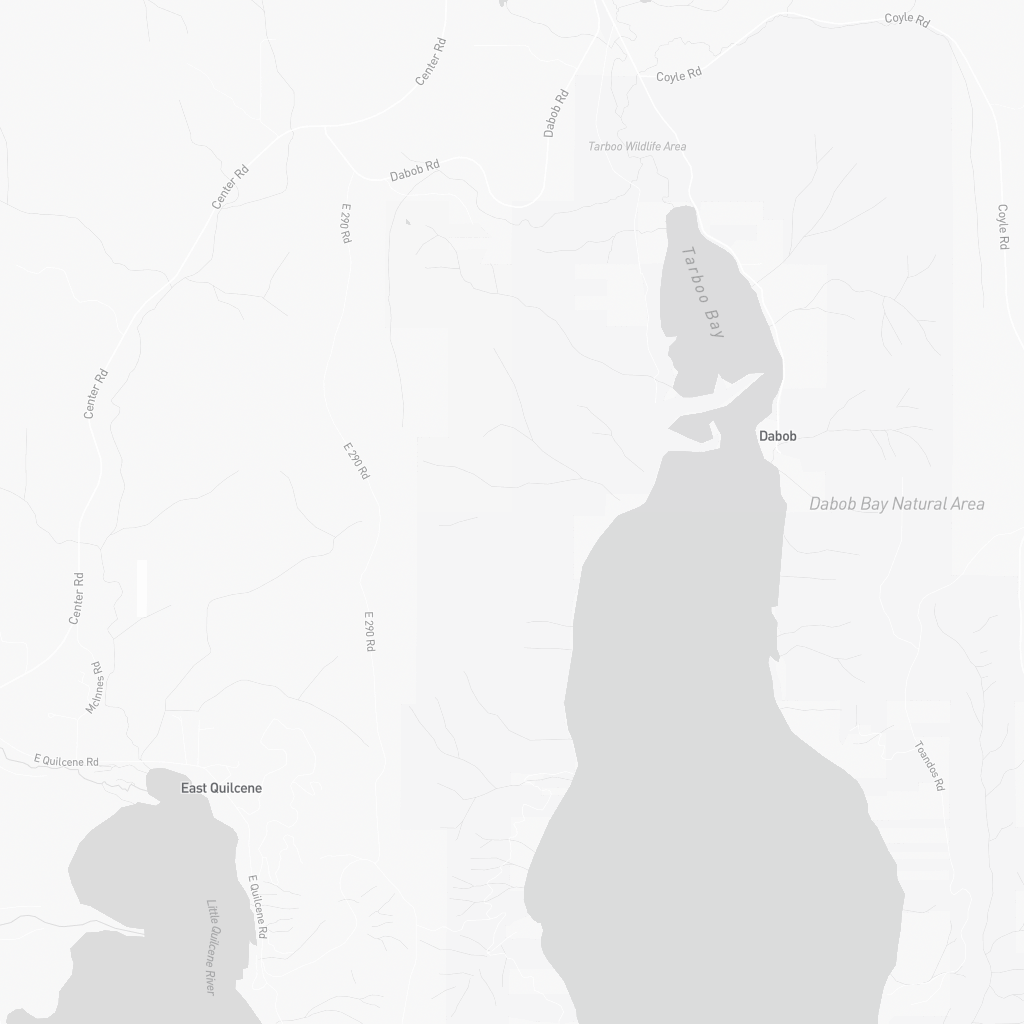 Coyle Rd
Center Rd
Coyle Rd
Dabob Rd
Tarboo Wildlife Area
Dabob Rd
Center Rd
E 290 Rd
Coyle Rd
Tarboo Bay
Center Rd
Dabob
E 290 Rd
Dabob Bay Natural Area
Center Rd
E 290 Rd
McInnes Rd
E Quilcene Rd
Toandos Rd
East Quilcene
E Quilcene Rd
Little Quilcene River